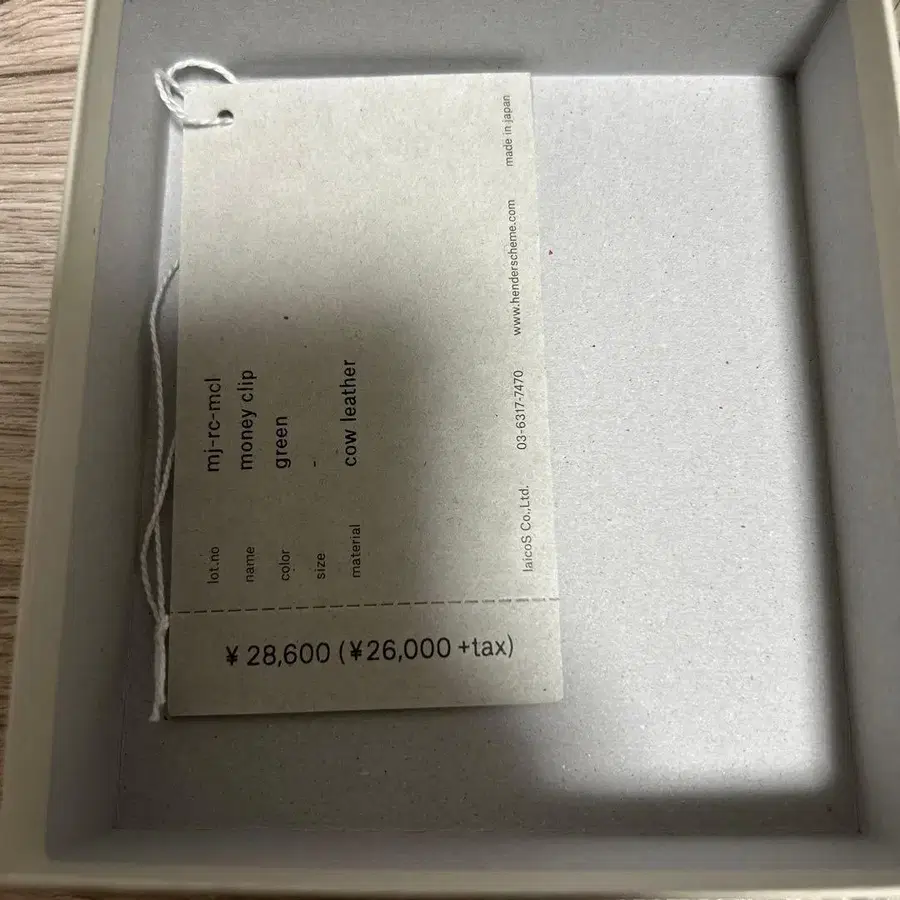 lot.no mj-rc-mcl
name money clip
color green
size -
material cow leather
laicoS Co.,Ltd. 03-6317-7470 www.henderscheme.com made in japan
¥ 28,600 (¥26,000 +tax)